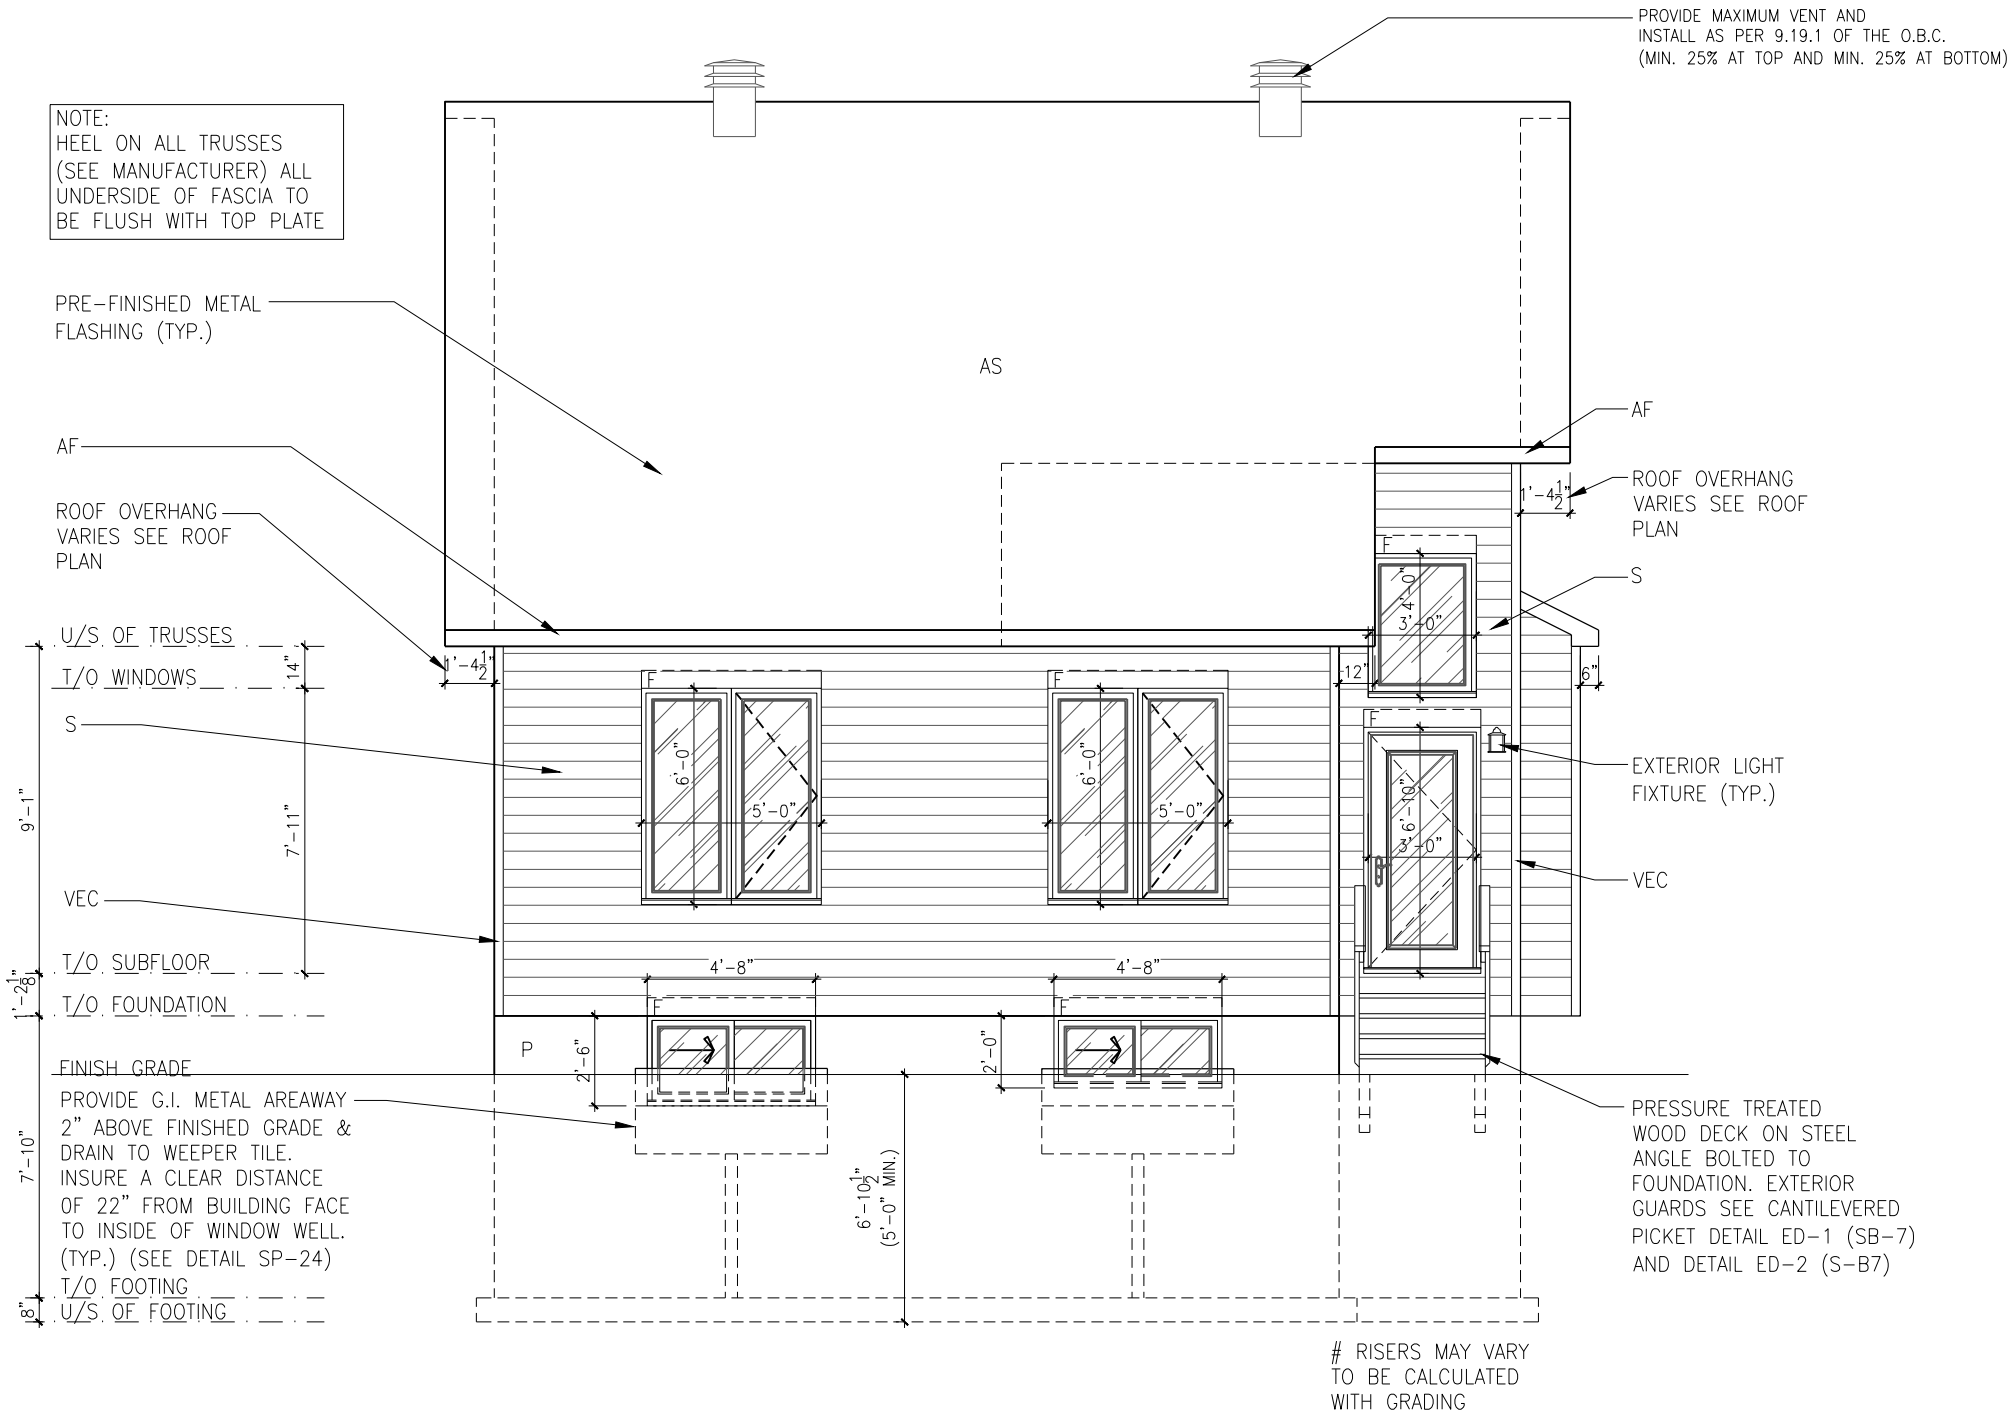 PROVIDE MAXIMUM VENT AND
INSTALL AS PER 9.19.1 OF THE O.B.C.
(MIN. 25% AT TOP AND MIN. 25% AT BOTTOM)
NOTE:
HEEL ON ALL TRUSSES
(SEE MANUFACTURER) ALL
UNDERSIDE OF FASCIA TO
BE FLUSH WITH TOP PLATE
PRE-FINISHED METAL
FLASHING (TYP.)
AS
AF
AF
ROOF OVERHANG
VARIES SEE ROOF
PLAN
ROOF OVERHANG
VARIES SEE ROOF
PLAN
1'-4 1/2"
F
4'-0"
3'-0"
S
U/S OF TRUSSES
14"
1'-4 1/2"
12"
6"
T/O WINDOWS
F
F
F
S
6'-0"
5'-0"
6'-0"
5'-0"
6'-10"
3'-0"
EXTERIOR LIGHT
FIXTURE (TYP.)
9'-1"
7'-11"
VEC
VEC
T/O SUBFLOOR
4'-8"
4'-8"
1'-2 1/8"
T/O FOUNDATION
F
F
P
2'-6"
2'-0"
FINISH GRADE
PROVIDE G.I. METAL AREAWAY
2" ABOVE FINISHED GRADE &
DRAIN TO WEEPER TILE.
INSURE A CLEAR DISTANCE
OF 22" FROM BUILDING FACE
TO INSIDE OF WINDOW WELL.
(TYP.) (SEE DETAIL SP-24)
7'-10"
6'-10 1/2"
(5'-0" MIN.)
PRESSURE TREATED
WOOD DECK ON STEEL
ANGLE BOLTED TO
FOUNDATION. EXTERIOR
GUARDS SEE CANTILEVERED
PICKET DETAIL ED-1 (SB-7)
AND DETAIL ED-2 (S-B7)
T/O FOOTING
8"
U/S OF FOOTING
# RISERS MAY VARY
TO BE CALCULATED
WITH GRADING